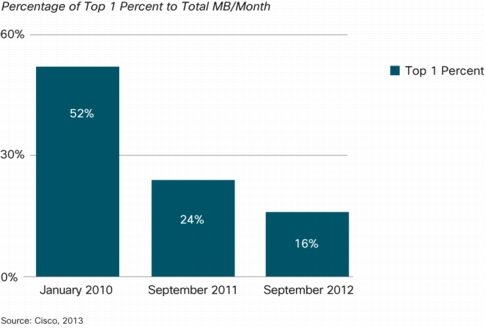 Percentage of Top 1 Percent to Total MB/Month
60%
Top 1 Percent
52%
30%
24%
16%
0%
January 2010 September 2011 September 2012
Source: Cisco, 2013